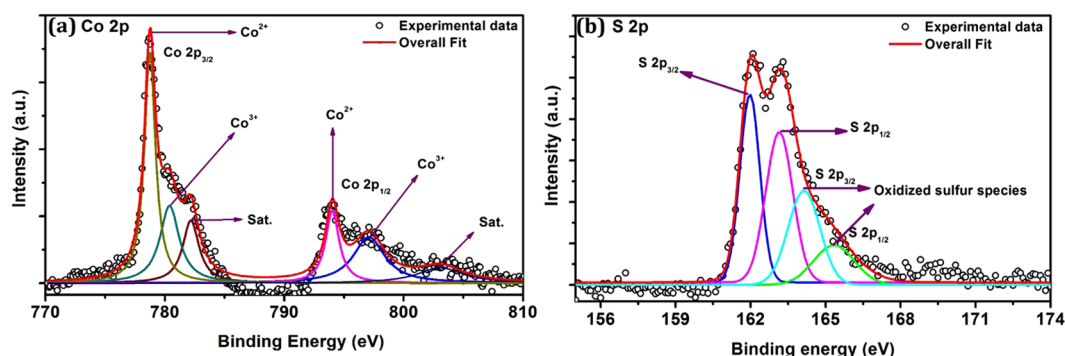 (a) Co 2p
Co²⁺
Co 2p₃/₂
Co³⁺
Sat.
Co²⁺
Co 2p₁/₂
Co³⁺
Sat.
Experimental data
Overall Fit
Intensity (a.u.)
770 780 790 800 810
Binding Energy (eV)
(b) S 2p
S 2p₃/₂
S 2p₁/₂
S 2p₃/₂
Oxidized sulfur species
S 2p₁/₂
Experimental data
Overall Fit
Intensity (a.u.)
156 159 162 165 168 171 174
Binding energy (eV)